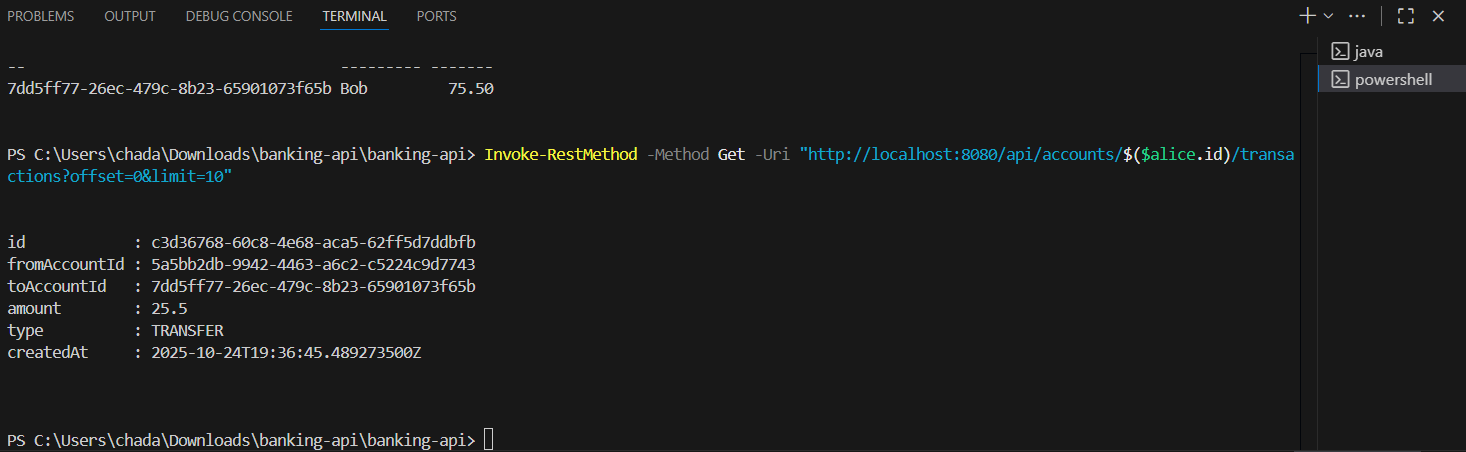 PROBLEMS OUTPUT DEBUG CONSOLE TERMINAL PORTS
java
powershell
-- --------- -------
7dd5ff77-26ec-479c-8b23-65901073f65b Bob 75.50
PS C:\Users\chada\Downloads\banking-api\banking-api> Invoke-RestMethod -Method Get -Uri "http://localhost:8080/api/accounts/$($alice.id)/transa
ctions?offset=0&limit=10"
id : c3d36768-60c8-4e68-aca5-62ff5d7ddbfb
fromAccountId : 5a5bb2db-9942-4463-a6c2-c5224c9d7743
toAccountId : 7dd5ff77-26ec-479c-8b23-65901073f65b
amount : 25.5
type : TRANSFER
createdAt : 2025-10-24T19:36:45.489273500Z
PS C:\Users\chada\Downloads\banking-api\banking-api>